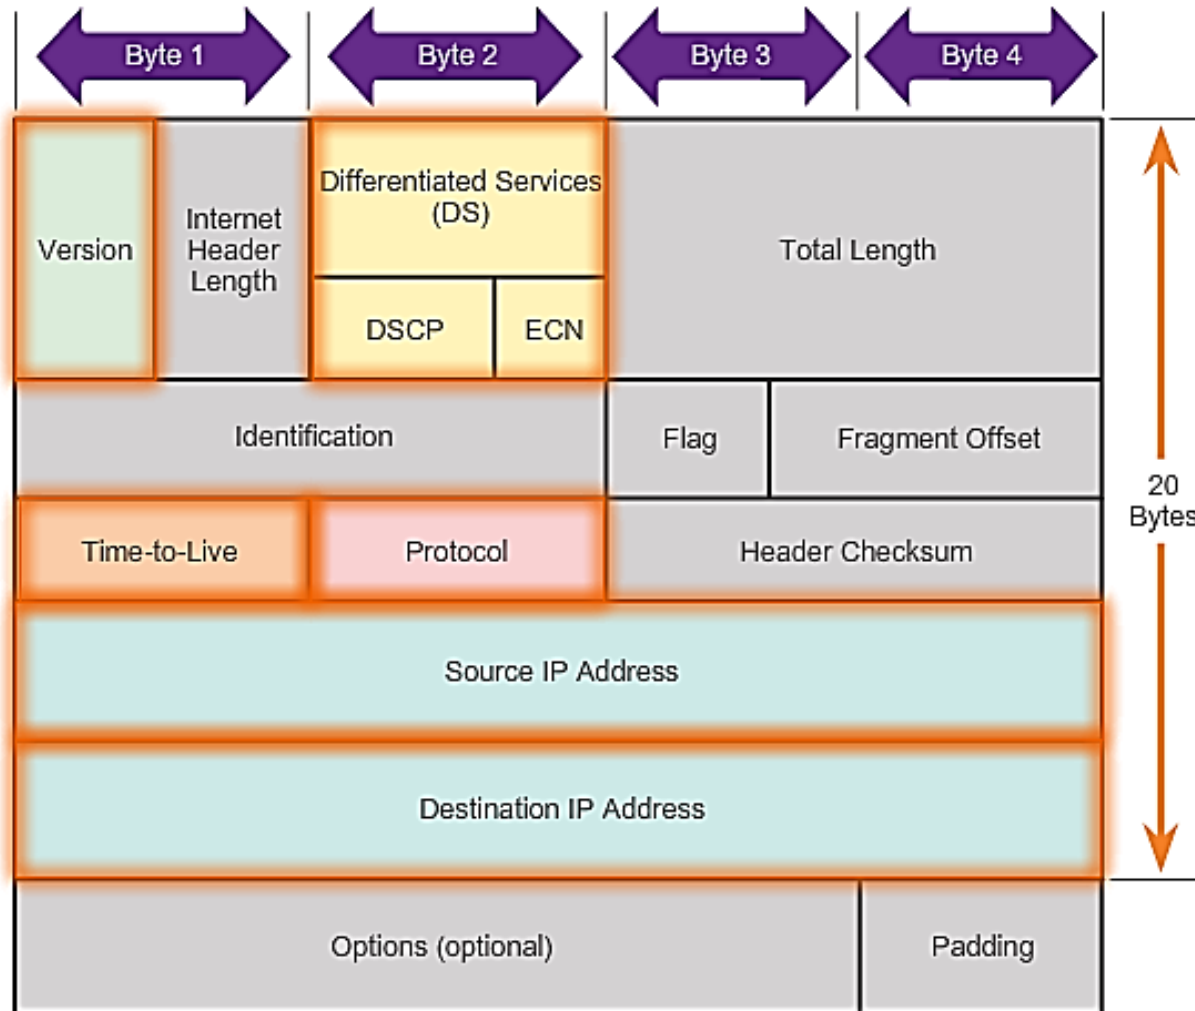 Byte 1
Byte 2
Byte 3
Byte 4
Version
Internet
Header
Length
Differentiated Services
(DS)
DSCP
ECN
Total Length
Identification
Flag
Fragment Offset
20
Bytes
Time-to-Live
Protocol
Header Checksum
Source IP Address
Destination IP Address
Options (optional)
Padding